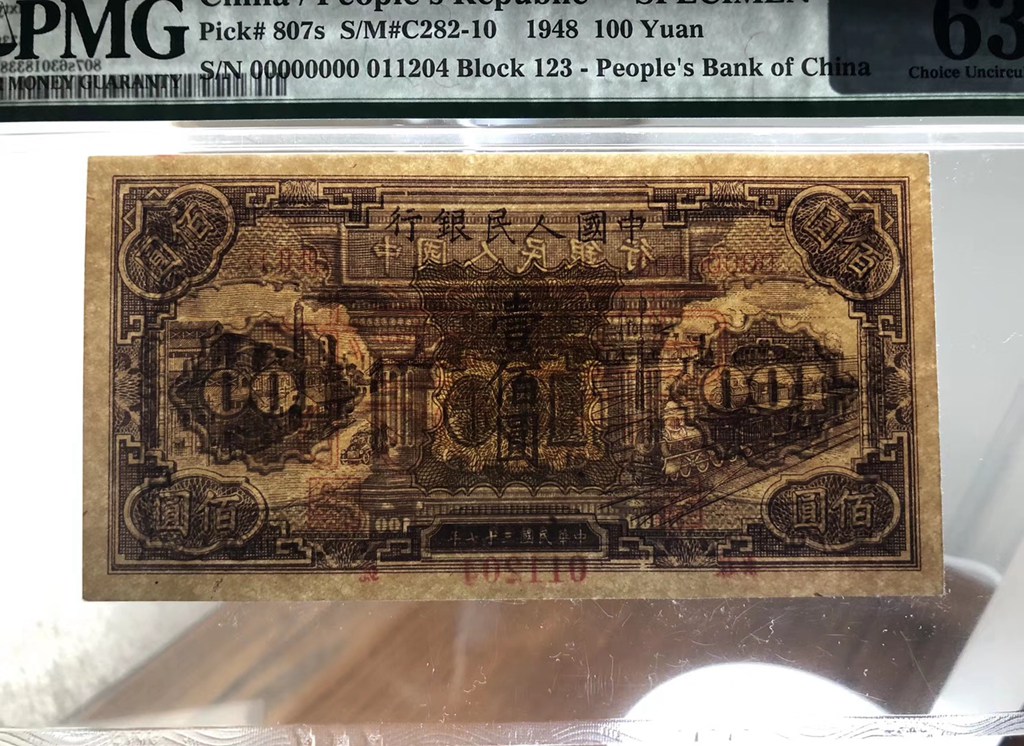 China / People's Republic - SPECIMEN
PMG
Pick# 807s S/M#C282-10 1948 100 Yuan
63
S/N 00000000 011204 Block 123 - People's Bank of China
Choice Uncircu
MONEY GUARANTY
807s6301833
行銀民人國中
行銀民人國中
佰圓
圓佰
壹佰圓
100
100
100
圓佰
圓佰
中華民國三十七年
011204